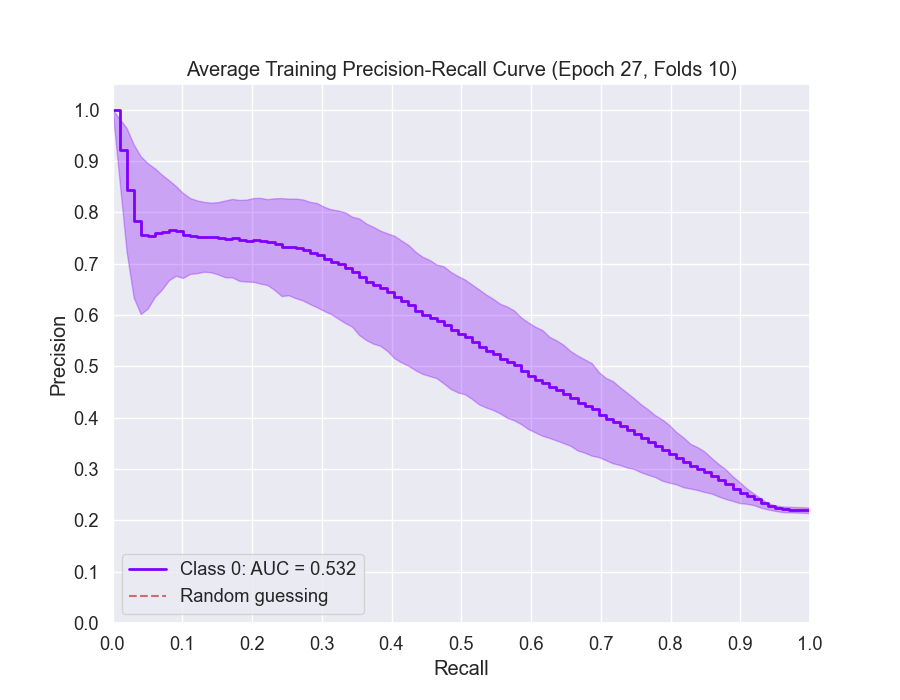 Average Training Precision-Recall Curve (Epoch 27, Folds 10)
1.0
0.9
0.8
0.7
0.6
0.5
0.4
0.3
0.2
0.1
0.0
Precision
Class 0: AUC = 0.532
Random guessing
0.0 0.1 0.2 0.3 0.4 0.5 0.6 0.7 0.8 0.9 1.0
Recall